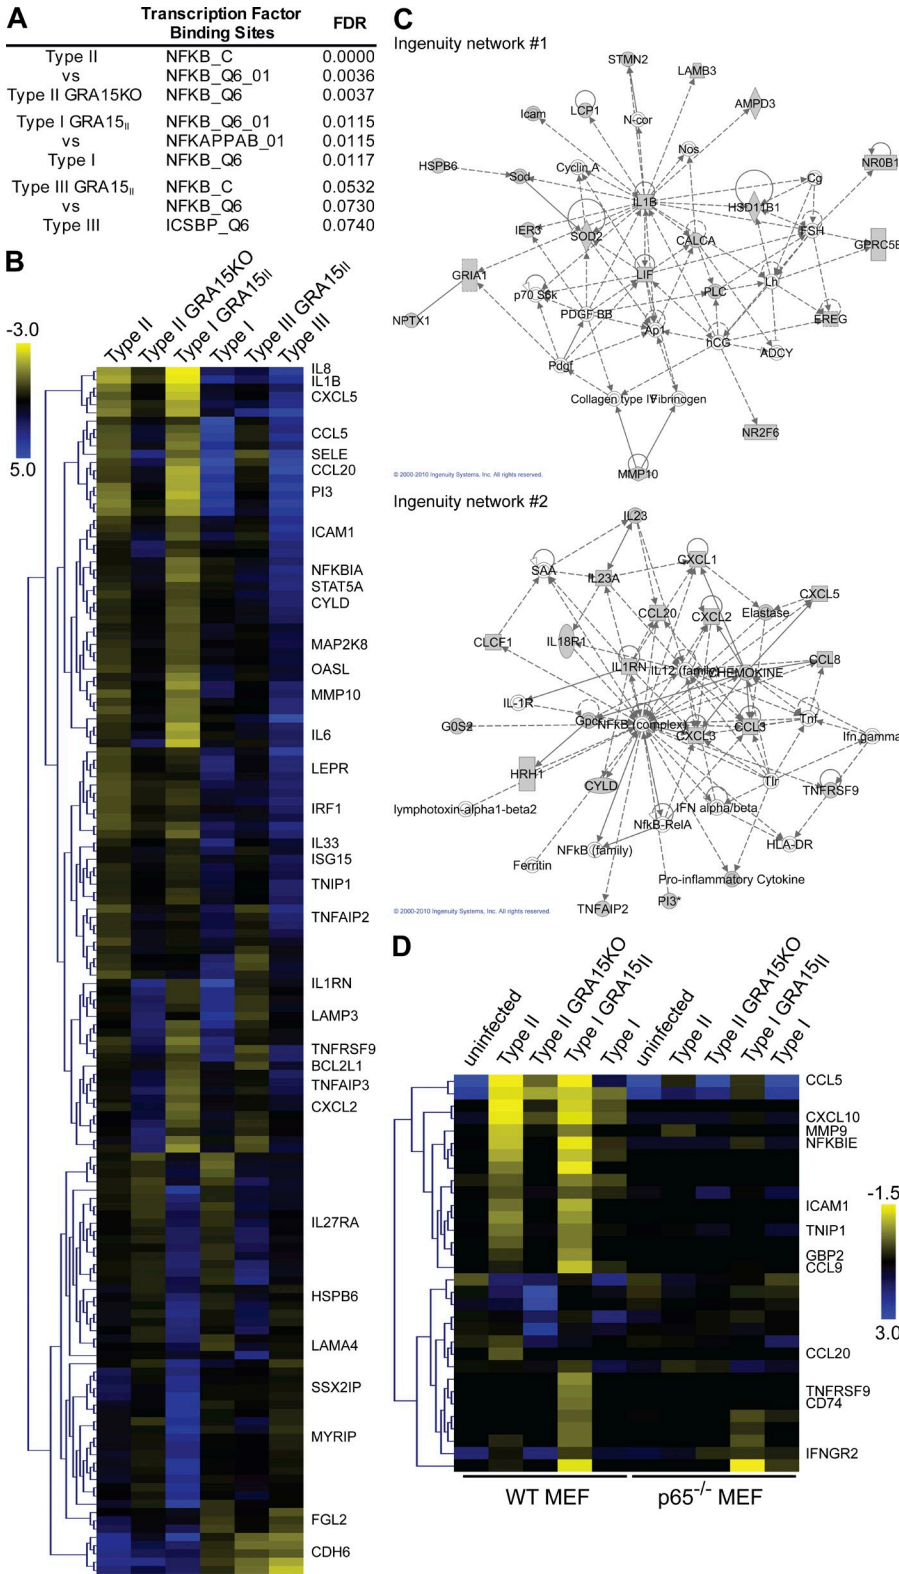 A
Transcription Factor
Binding Sites
FDR
Type II NFKB_C 0.0000
vs NFKB_Q6_01 0.0036
Type II GRA15KO NFKB_Q6 0.0037
Type I GRA15II NFKB_Q6_01 0.0115
vs NFKAPPAB_01 0.0115
Type I NFKB_Q6 0.0117
Type III GRA15II NFKB_C 0.0532
vs NFKB_Q6 0.0730
Type III ICSBP_Q6 0.0740
B
-3.0
5.0
Type II
Type II GRA15KO
Type I GRA15II
Type I
Type III GRA15II
Type III
IL8
IL1B
CXCL5
CCL5
SELE
CCL20
PI3
ICAM1
NFKBIA
STAT5A
CYLD
MAP2K8
OASL
MMP10
IL6
LEPR
IRF1
IL33
ISG15
TNIP1
TNFAIP2
IL1RN
LAMP3
TNFRSF9
BCL2L1
TNFAIP3
CXCL2
IL27RA
HSPB6
LAMA4
SSX2IP
MYRIP
FGL2
CDH6
C
Ingenuity network #1
STMN2
LAMB3
AMPD3
LCP1
Icam
N-cor
Nos
NR0B1
HSPB6
Sod
Cyclin A
Cg
IL1B
HSD11B1
IER3
SOD2
CALCA
FSH
GPRC5B
GRIA1
LIF
p70 S6k
PLC
Lh
NPTX1
PDGF BB
Ap1
EREG
hCG
ADCY
Pdgf
Collagen type IV
Fibrinogen
NR2F6
MMP10
© 2000-2010 Ingenuity Systems, Inc. All rights reserved.
Ingenuity network #2
IL23
SAA
IL23A
CXCL1
CXCL5
CCL20
CXCL2
Elastase
CLCF1
IL18R1
IL1RN
IL12 (family)
CHEMOKINE
CCL8
IL-1R
G0S2
Gpcr
NFkB (complex)
CXCL3
CCL3
Tnf
Ifn gamma
HRH1
CYLD
Tlr
TNFRSF9
lymphotoxin-alpha1-beta2
IFN alpha/beta
NfkB-RelA
NFkB (family)
HLA-DR
Ferritin
Pro-inflammatory Cytokine
TNFAIP2
PI3*
© 2000-2010 Ingenuity Systems, Inc. All rights reserved.
D
uninfected
Type II
Type II GRA15KO
Type I GRA15II
Type I
uninfected
Type II
Type II GRA15KO
Type I GRA15II
Type I
CCL5
CXCL10
MMP9
NFKBIE
ICAM1
TNIP1
GBP2
CCL9
CCL20
TNFRSF9
CD74
IFNGR2
-1.5
3.0
WT MEF
p65-/- MEF